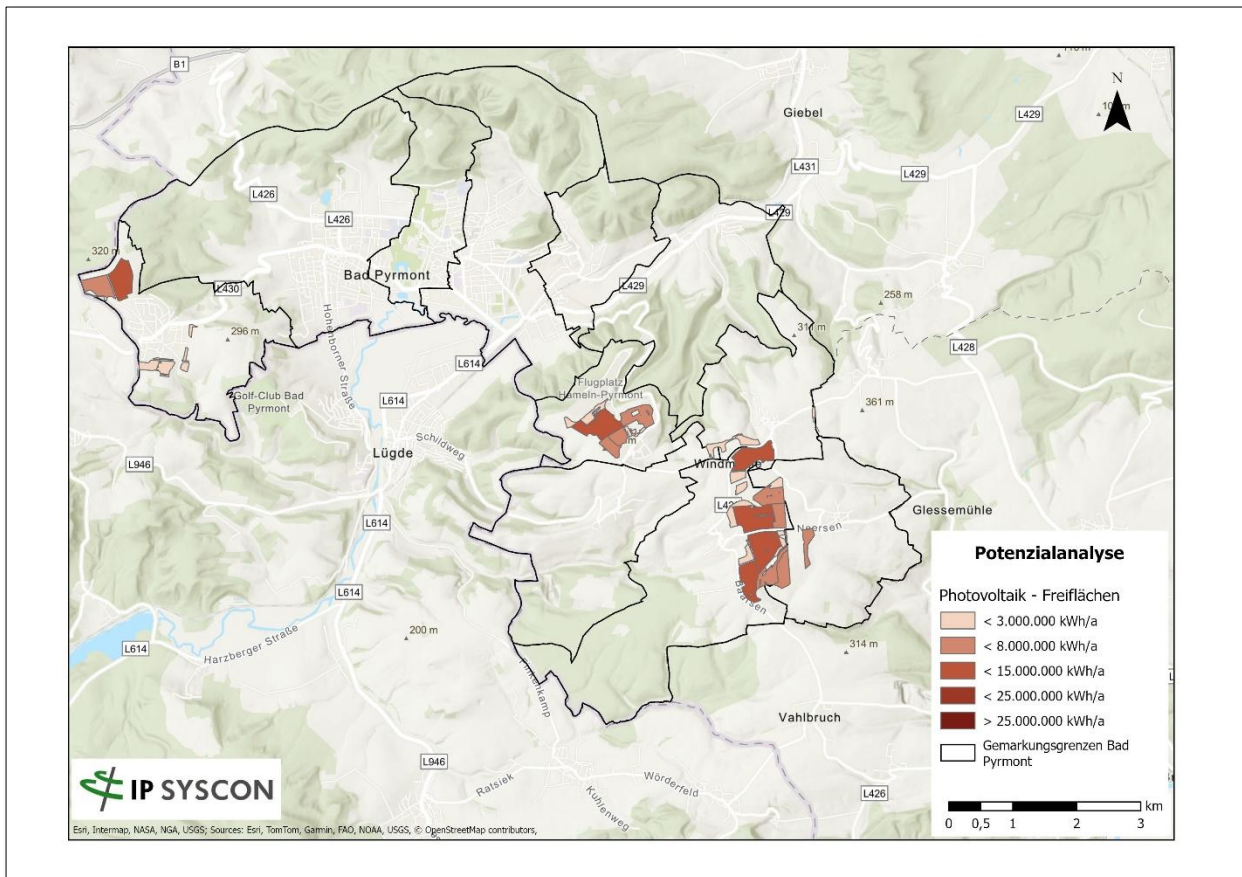 B1
Giebel
N
L429
L431
L429
L429
L426
L426
320 m
Bad Pyrmont
L430
L429
258 m
Hohenborner Straße
296 m
L614
L428
Golf-Club Bad
Pyrmont
Flugplatz
Hameln-Pyrmont
361 m
L614
Schildweg
L946
Lügde
Glessemühle
L614
Neersen
Baarsen
L614
200 m
314 m
L614
Harzberger Straße
Vahlbruch
L946
Ratsiek
Wörderfeld
Kuhlenweg
L426
Potenzialanalyse
Photovoltaik - Freiflächen
< 3.000.000 kWh/a
< 8.000.000 kWh/a
< 15.000.000 kWh/a
< 25.000.000 kWh/a
> 25.000.000 kWh/a
Gemarkungsgrenzen Bad
Pyrmont
km
0 0,5 1 2 3
IP SYSCON
Esri, Intermap, NASA, NGA, USGS; Sources: Esri, TomTom, Garmin, FAO, NOAA, USGS, © OpenStreetMap contributors,